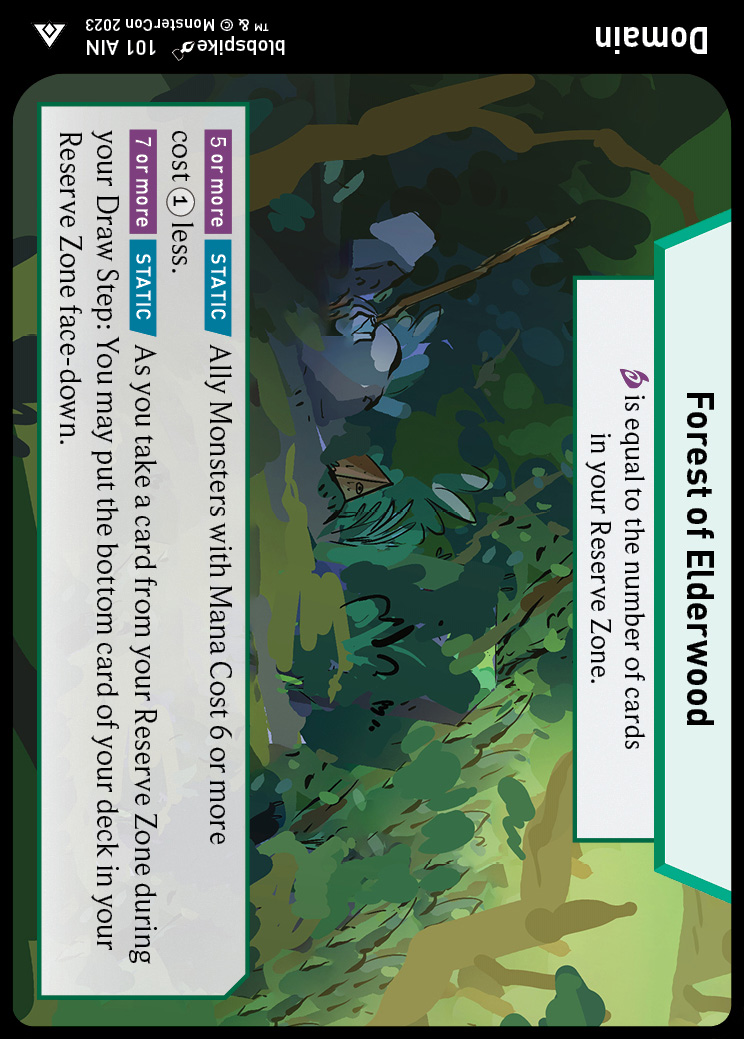 Forest of Elderwood
is equal to the number of cards
in your Reserve Zone.
5 or more STATIC Ally Monsters with Mana Cost 6 or more
cost 1 less.
7 or more STATIC As you take a card from your Reserve Zone during
your Draw Step: You may put the bottom card of your deck in your
Reserve Zone face-down.
Domain
blobspike 101 AIN
™ & © MonsterCon 2023